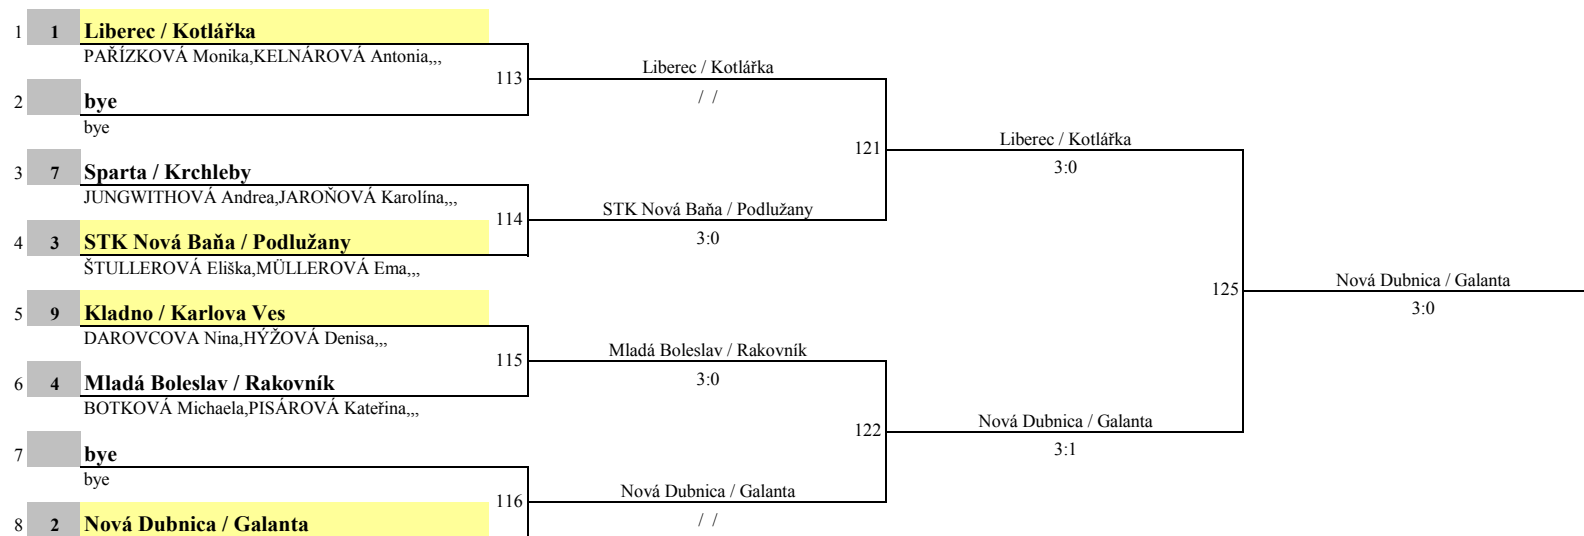 1 1 Liberec / Kotlářka
PAŘÍZKOVÁ Monika,KELNÁROVÁ Antonia,,,
113
Liberec / Kotlářka
/ /
2 bye
bye
121
Liberec / Kotlářka
3:0
3 7 Sparta / Krchleby
JUNGWITHOVÁ Andrea,JAROŇOVÁ Karolína,,,
114
STK Nová Baňa / Podlužany
3:0
4 3 STK Nová Baňa / Podlužany
ŠTULLEROVÁ Eliška,MÜLLEROVÁ Ema,,,
125
Nová Dubnica / Galanta
3:0
5 9 Kladno / Karlova Ves
DAROVCOVA Nina,HÝŽOVÁ Denisa,,,
115
Mladá Boleslav / Rakovník
3:0
6 4 Mladá Boleslav / Rakovník
BOTKOVÁ Michaela,PISÁROVÁ Kateřina,,,
122
Nová Dubnica / Galanta
3:1
7 bye
bye
116
Nová Dubnica / Galanta
/ /
8 2 Nová Dubnica / Galanta